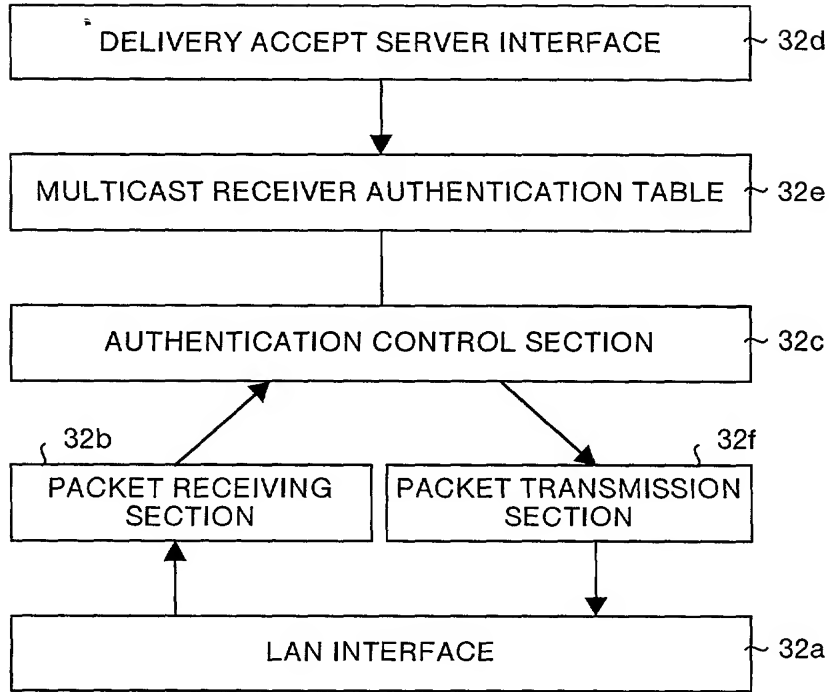 DELIVERY ACCEPT SERVER INTERFACE
32d
MULTICAST RECEIVER AUTHENTICATION TABLE
32e
AUTHENTICATION CONTROL SECTION
32c
32b
32f
PACKET RECEIVING
SECTION
PACKET TRANSMISSION
SECTION
LAN INTERFACE
32a